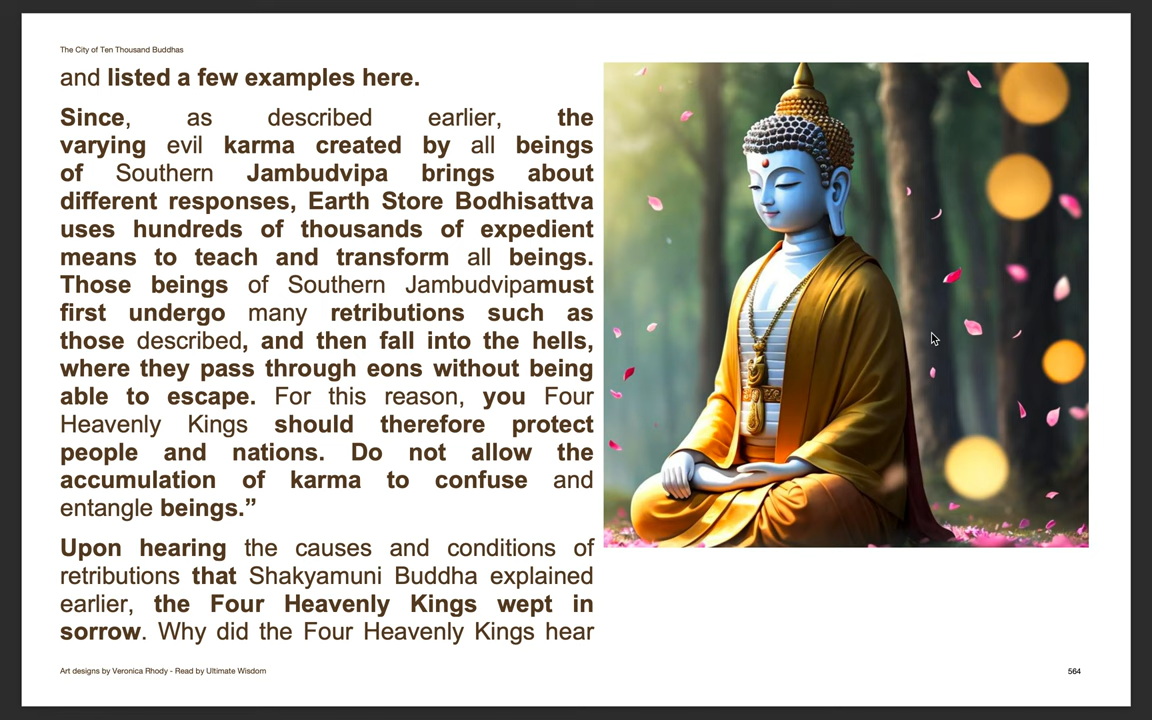 The City of Ten Thousand Buddhas
and listed a few examples here.
Since, as described earlier, the
varying evil karma created by all beings
of Southern Jambudvipa brings about
different responses, Earth Store Bodhisattva
uses hundreds of thousands of expedient
means to teach and transform all beings.
Those beings of Southern Jambudvipamust
first undergo many retributions such as
those described, and then fall into the hells,
where they pass through eons without being
able to escape. For this reason, you Four
Heavenly Kings should therefore protect
people and nations. Do not allow the
accumulation of karma to confuse and
entangle beings.”
Upon hearing the causes and conditions of
retributions that Shakyamuni Buddha explained
earlier, the Four Heavenly Kings wept in
sorrow. Why did the Four Heavenly Kings hear
Art designs by Veronica Rhody - Read by Ultimate Wisdom
564